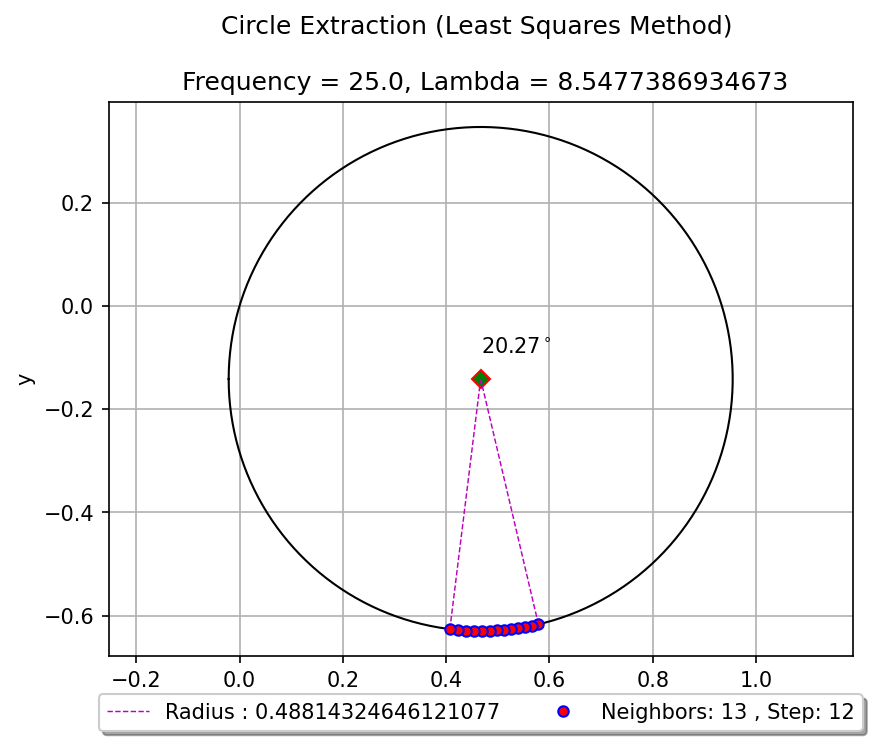 Circle Extraction (Least Squares Method)
Frequency = 25.0, Lambda = 8.5477386934673
0.2
0.0
20.27°
y
−0.2
−0.4
−0.6
−0.2 0.0 0.2 0.4 0.6 0.8 1.0
Radius : 0.48814324646121077 Neighbors: 13 , Step: 12